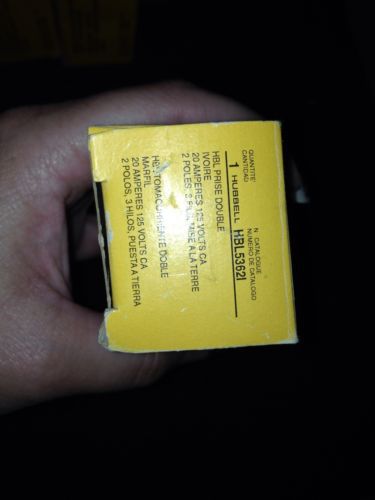 QUANTITE' N CATALOGUE
CANTIDAD NUMERO DE CATALOGO
1 HUBBELL HBL5362I
HBL PRISE DOUBLE
IVOIRE
20 AMPERES 125 VOLTS CA
2 POLES, 3 MISE A LA TERRE
HBL TOMACORRIENTE DOBLE
MARFIL
20 AMPERES 125 VOLTS CA
2 POLOS, 3 HILOS, PUESTA A TIERRA